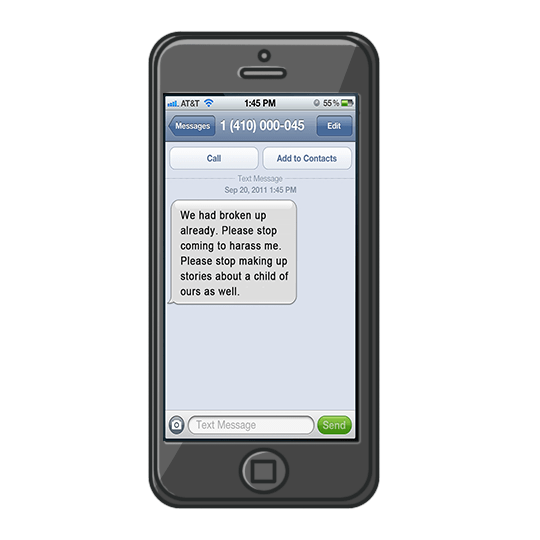 AT&T 1:45 PM 55%
Messages 1 (410) 000-045 Edit
Call Add to Contacts
Text Message
Sep 20, 2011 1:45 PM
We had broken up
already. Please stop
coming to harass me.
Please stop making up
stories about a child of
ours as well.
Text Message Send